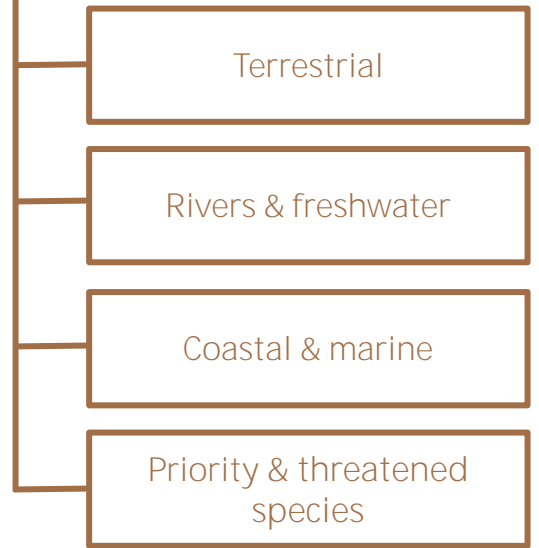 Terrestrial
Rivers & freshwater
Coastal & marine
Priority & threatened
species